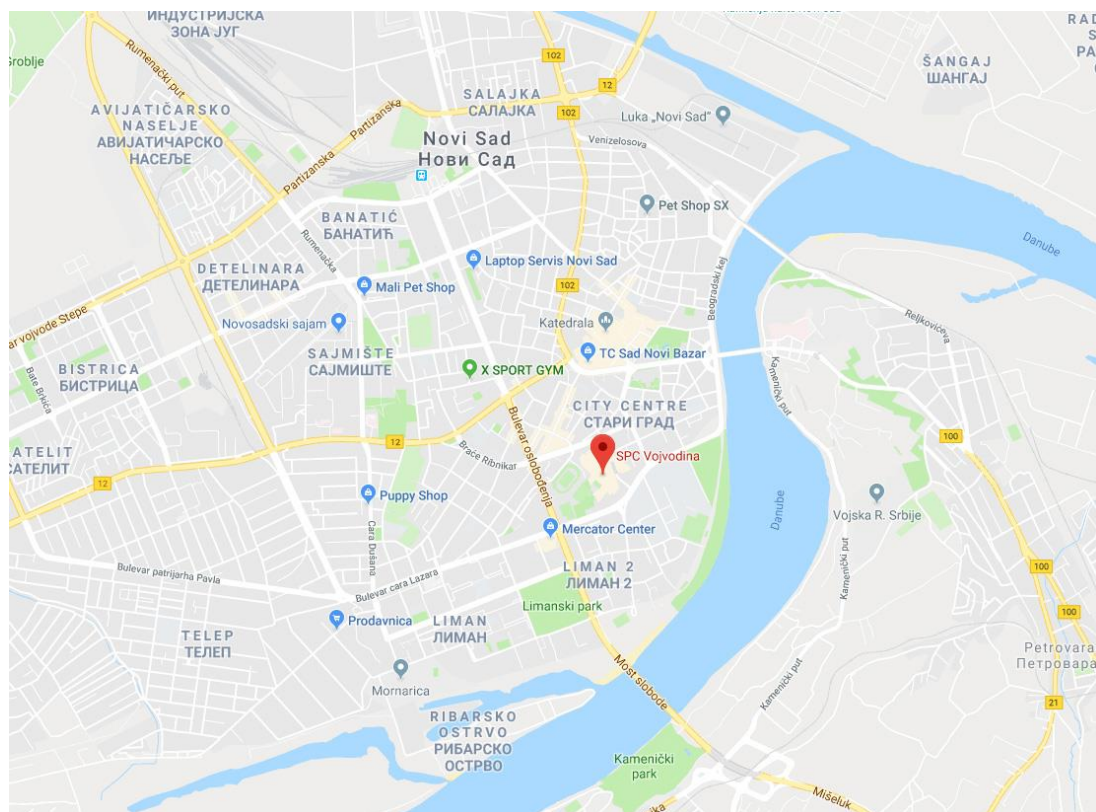 ИНДУСТРИЈСКА
ЗОНА ЈУГ
Groblje
Rumenački put
102
12
SALAJKA
САЛАЈКА
102
ŠANGAJ
ШАНГАЈ
AVIJATIČARSKO
NASELJE
АВИЈАТИЧАРСКО
НАСЕЉЕ
Partizanska
Partizanska
Novi Sad
Нови Сад
Luka „Novi Sad"
Venizelosova
BANATIĆ
БАНАТИЋ
Rumenačka
Pet Shop SX
Danube
DETELINARA
ДЕТЕЛИНАРА
Laptop Servis Novi Sad
Mali Pet Shop
102
Beogradski kej
Reljkovićeva
ar vojvode Stepe
Novosadski sajam
Katedrala
SAJMIŠTE
САЈМИШТЕ
TC Sad Novi Bazar
Kamenički put
BISTRICA
БИСТРИЦА
Bate Brkića
X SPORT GYM
CITY CENTRE
СТАРИ ГРАД
Bulevar oslobođenja
12
100
ATELIT
САТЕЛИТ
Braće Ribnikar
SPC Vojvodina
12
Puppy Shop
Danube
Vojska R. Srbije
Cara Dušana
Mercator Center
Kamenički put
Bulevar patrijarha Pavla
Bulevar cara Lazara
LIMAN 2
ЛИМАН 2
100
100
Limanski park
Prodavnica
LIMAN
ЛИМАН
TELEP
ТЕЛЕП
Petrovara
Петровара
Mornarica
Most slobode
Kamenički put
21
RIBARSKO
OSTRVO
РИБАРСКО
ОСТРВО
Kamenički
park
Mišeluk